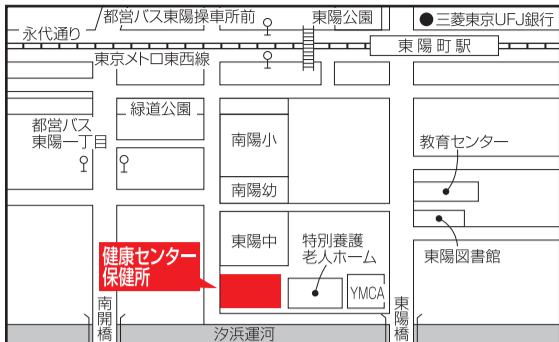 都営バス東陽操車所前
東陽公園
●三菱東京UFJ銀行
永代通り
東陽町駅
東京メトロ東西線
緑道公園
都営バス
東陽一丁目
南陽小
教育センター
南陽幼
東陽中
特別養護
老人ホーム
東陽図書館
健康センター
保健所
YMCA
南開橋
東陽橋
汐浜運河